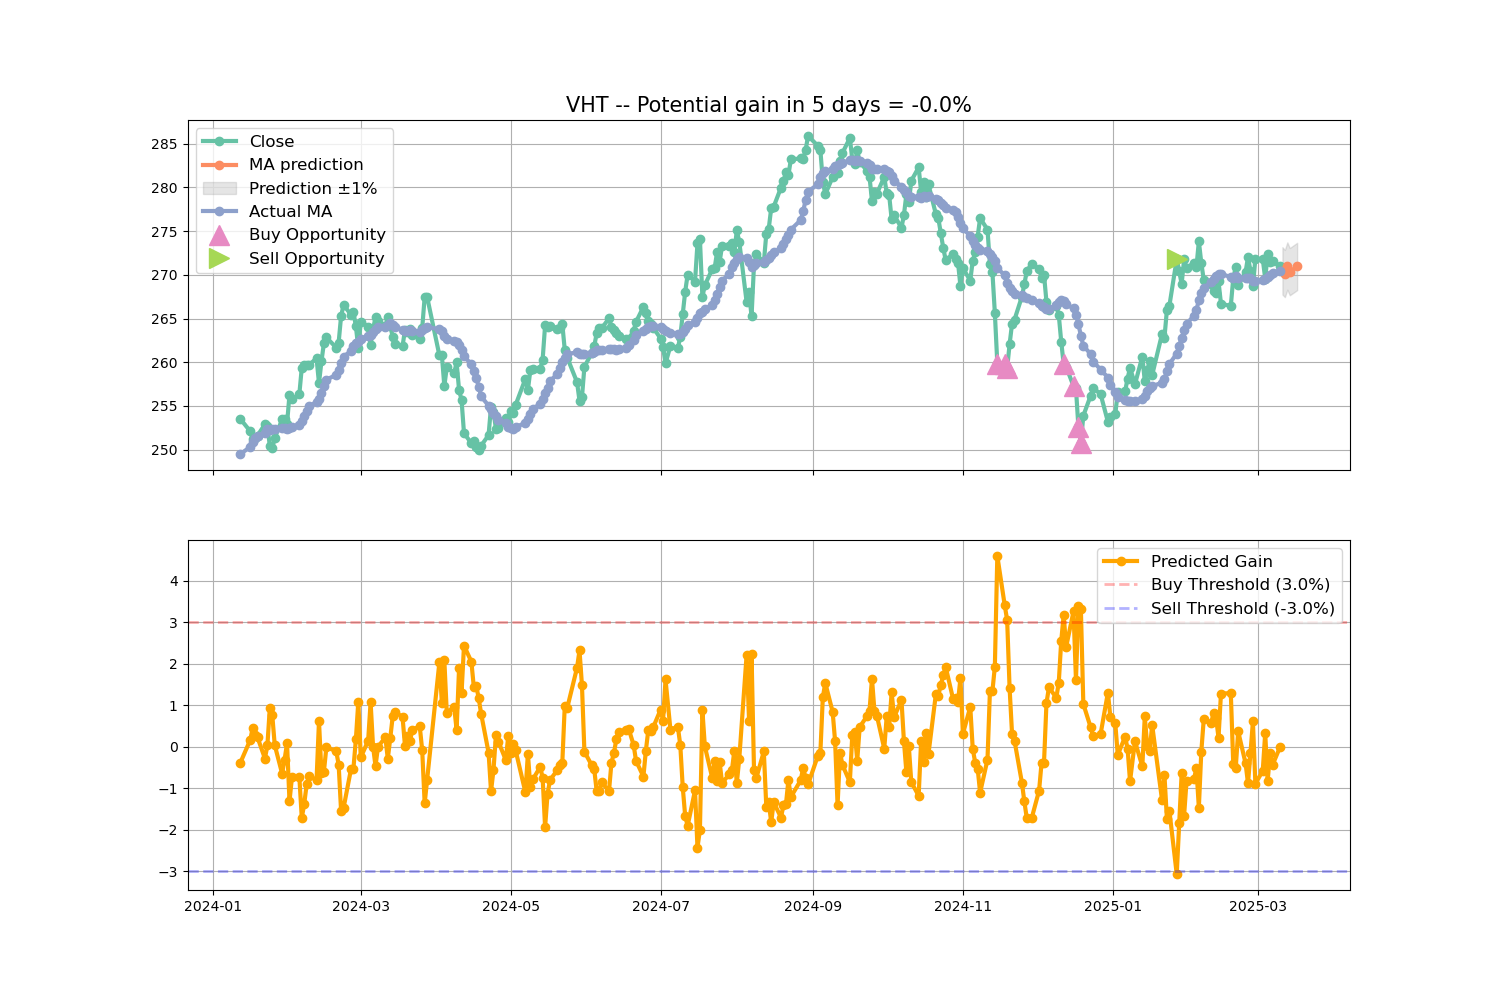 VHT -- Potential gain in 5 days = -0.0%
Close
MA prediction
Prediction ±1%
Actual MA
Buy Opportunity
Sell Opportunity
285
280
275
270
265
260
255
250
Predicted Gain
Buy Threshold (3.0%)
Sell Threshold (-3.0%)
4
3
2
1
0
−1
−2
−3
2024-01 2024-03 2024-05 2024-07 2024-09 2024-11 2025-01 2025-03